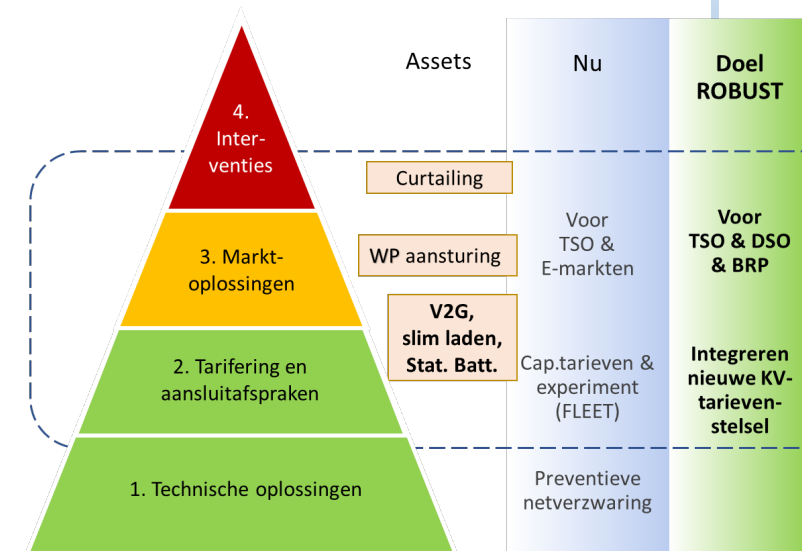 Assets
Nu
Doel
ROBUST
4.
Inter-
venties
Curtailing
3. Markt-
oplossingen
WP aansturing
Voor
TSO &
E-markten
Voor
TSO & DSO
& BRP
V2G,
slim laden,
Stat. Batt.
2. Tarifering en
aansluitafspraken
Cap.tarieven &
experiment
(FLEET)
Integreren
nieuwe KV-
tarieven-
stelsel
1. Technische oplossingen
Preventieve
netverzwaring